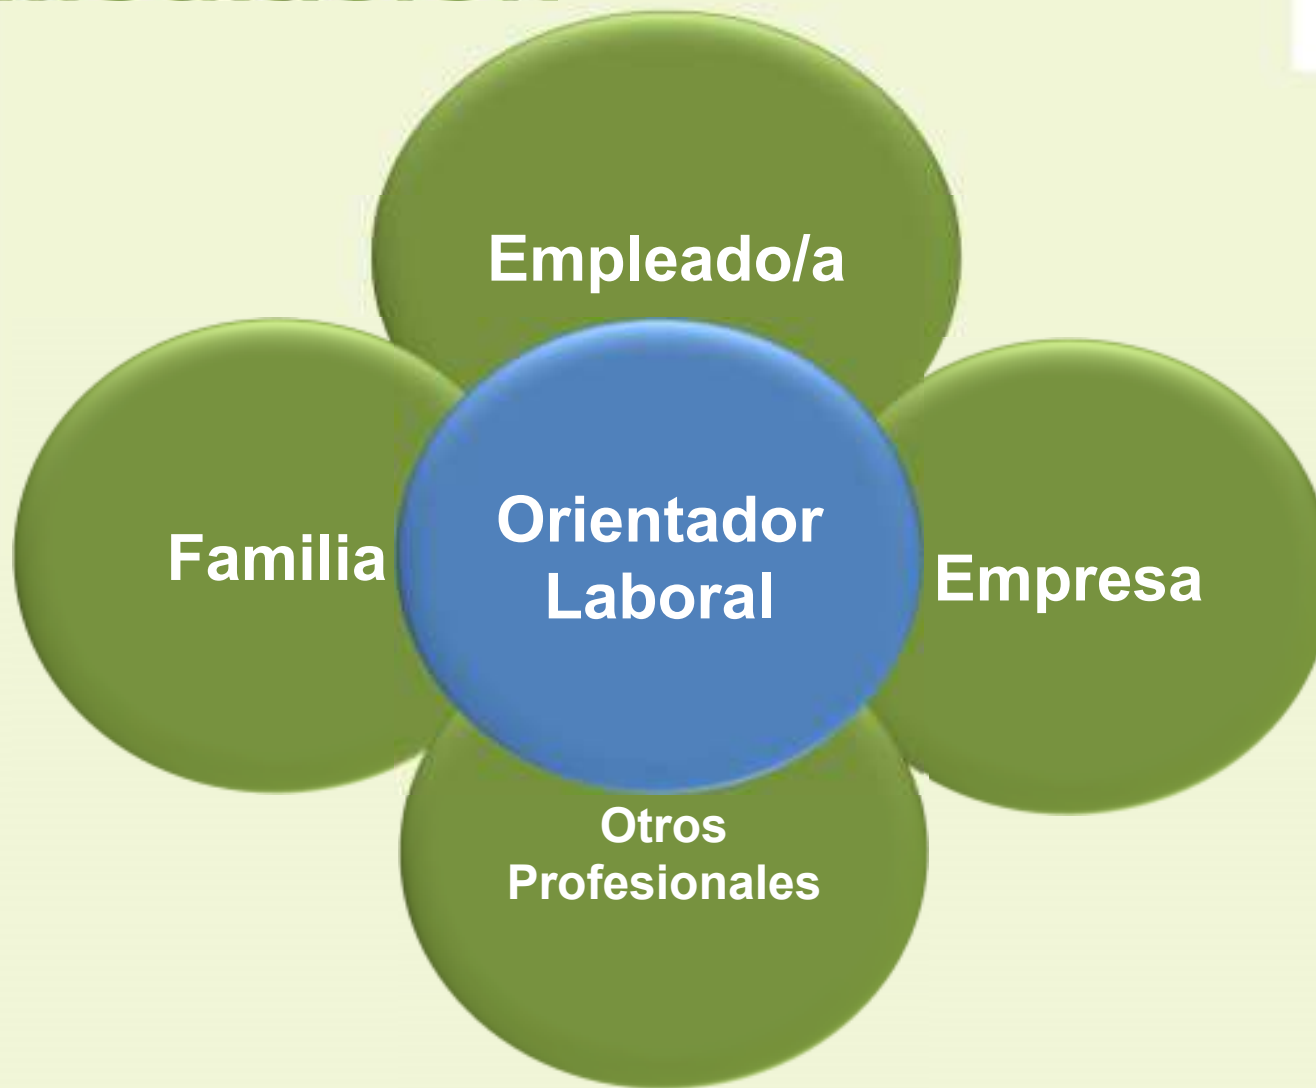 Empleado/a
Familia
Orientador
Laboral
Empresa
Otros
Profesionales